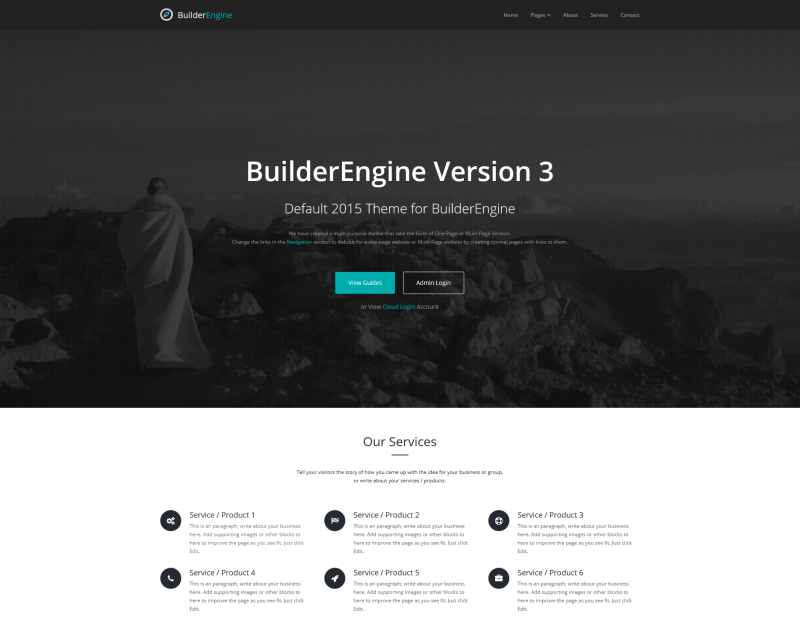 BuilderEngine
Home Pages About Service Contact
BuilderEngine Version 3
Default 2015 Theme for BuilderEngine
We have created a multi purpose theme that take the form of One-Page or Multi-Page Version.
Change the links in the Navigation section to #about for a one-page website or Multi-Page website by creating normal pages with links to them.
View Guides
Admin Login
or View Cloud Login Account
Our Services
Tell your visitors the story of how you came up with the idea for your business or group,
or write about your services / products.
Service / Product 1
This is an paragraph, write about your business
here. Add supporting images or other blocks to
here to improve the page as you see fit. Just click
Edit.
Service / Product 2
This is an paragraph, write about your business
here. Add supporting images or other blocks to
here to improve the page as you see fit. Just click
Edit.
Service / Product 3
This is an paragraph, write about your business
here. Add supporting images or other blocks to
here to improve the page as you see fit. Just click
Edit.
Service / Product 4
This is an paragraph, write about your business
here. Add supporting images or other blocks to
here to improve the page as you see fit. Just click
Edit.
Service / Product 5
This is an paragraph, write about your business
here. Add supporting images or other blocks to
here to improve the page as you see fit. Just click
Edit.
Service / Product 6
This is an paragraph, write about your business
here. Add supporting images or other blocks to
here to improve the page as you see fit. Just click
Edit.